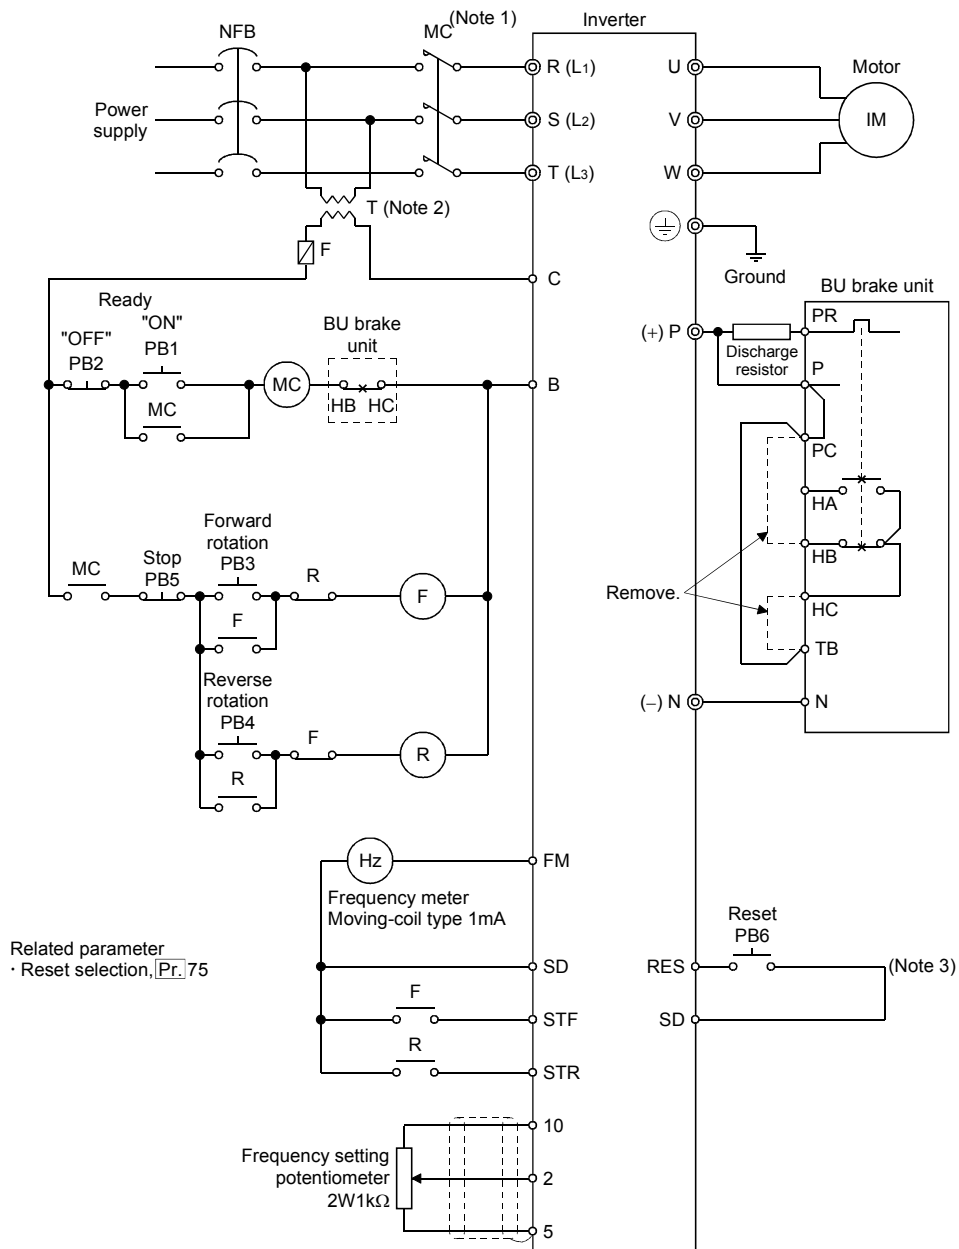 (Note 1)
NFB
MC
Inverter
R (L1)
U
Motor
Power
supply
S (L2)
V
IM
T (L3)
W
T (Note 2)
F
Ground
C
BU brake unit
Ready
"ON"
"OFF"
PB1
PB2
BU brake
unit
(+) P
PR
Discharge
resistor
P
MC
HB HC
B
MC
PC
HA
Forward
rotation
PB3
Stop
PB5
MC
R
F
HB
Remove.
HC
F
TB
Reverse
rotation
PB4
F
R
(−) N
N
R
Hz
FM
Frequency meter
Moving-coil type 1mA
Reset
PB6
Related parameter
· Reset selection, Pr. 75
SD
RES
(Note 3)
F
STF
SD
R
STR
10
Frequency setting
potentiometer
2W1kΩ
2
5